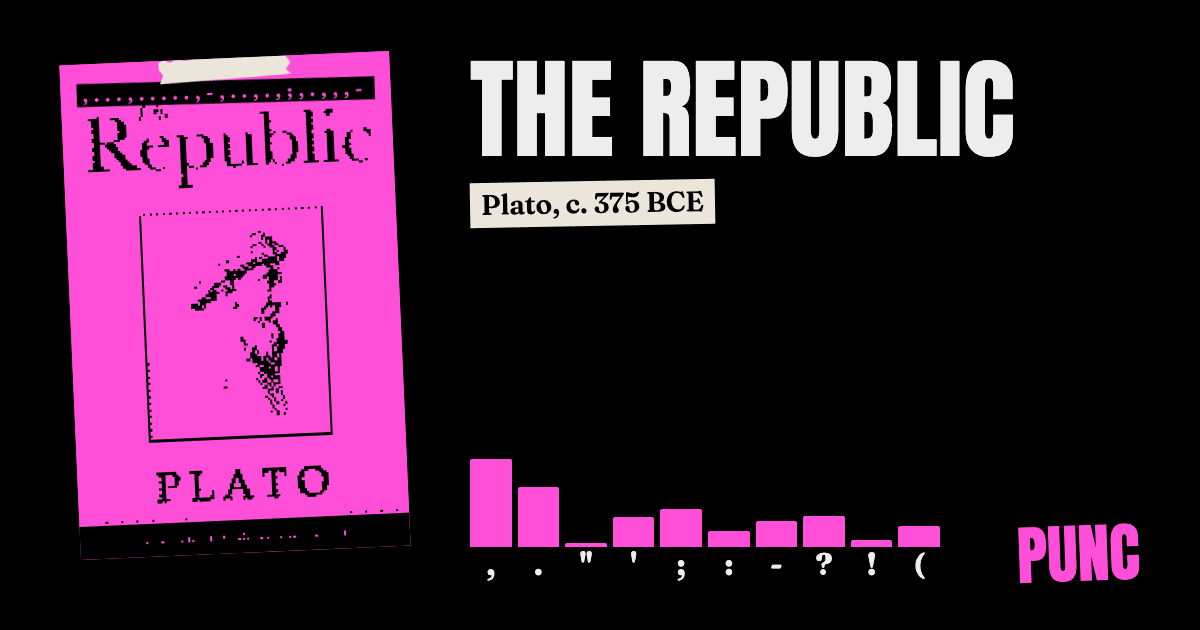 Republic
PLATO
THE REPUBLIC
Plato, c. 375 BCE
, . " ' ; : - ? ! (
PUNC